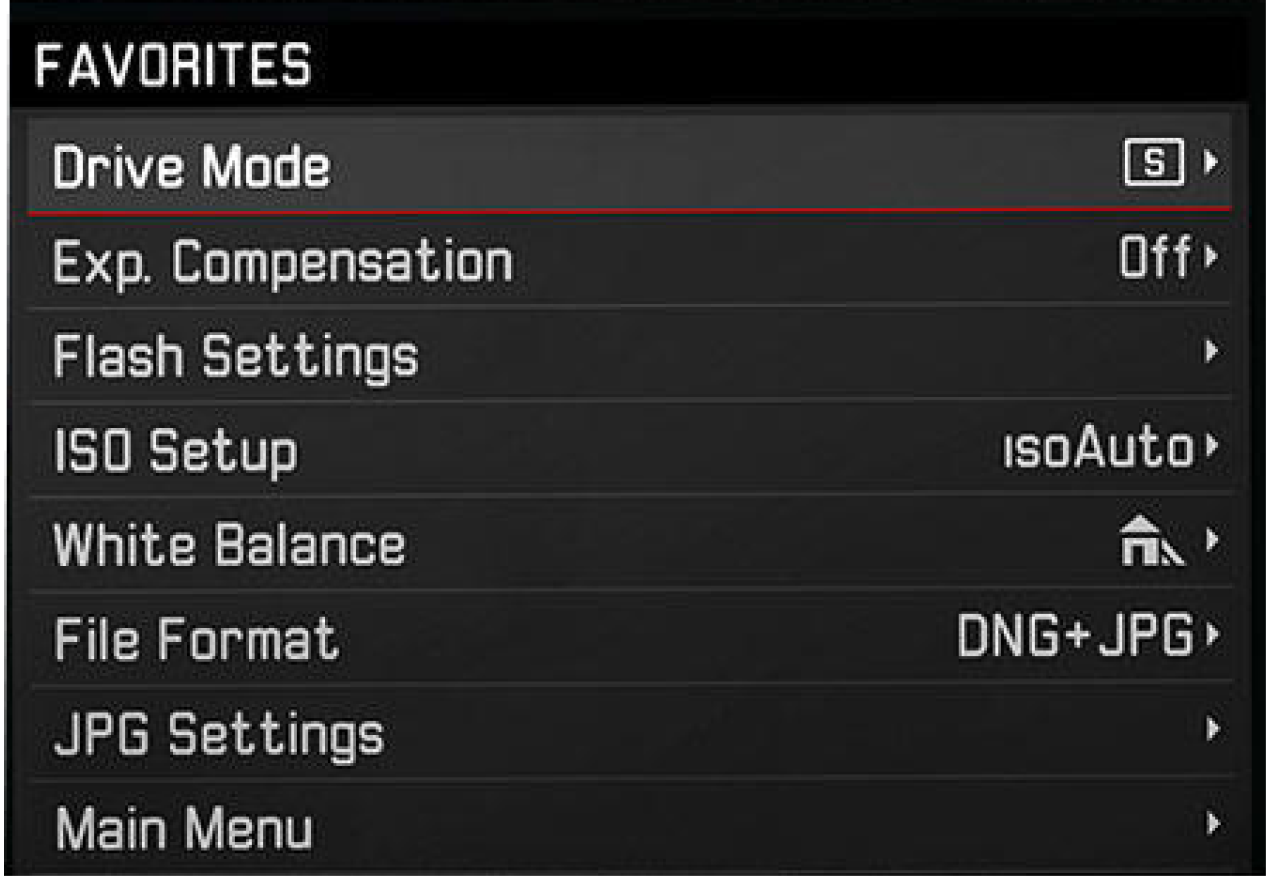 FAVORITES
Drive Mode S
Exp. Compensation Off
Flash Settings
ISO Setup ISOAuto
White Balance
File Format DNG+JPG
JPG Settings
Main Menu